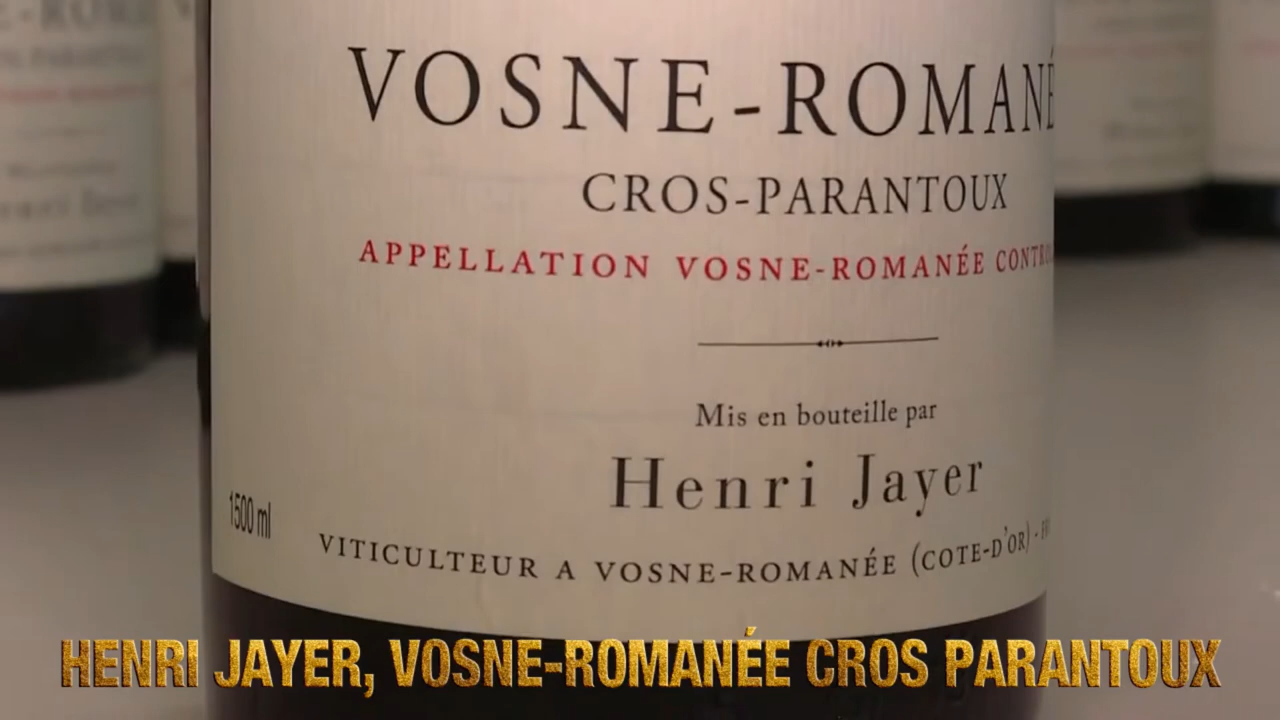 VOSNE-ROMANÉ
CROS-PARANTOUX
APPELLATION VOSNE-ROMANÉE CONTRO
Mis en bouteille par
Henri Jayer
1500 ml
VITICULTEUR A VOSNE-ROMANÉE (COTE-D'OR) -
HENRI JAYER, VOSNE-ROMANÉE CROS PARANTOUX